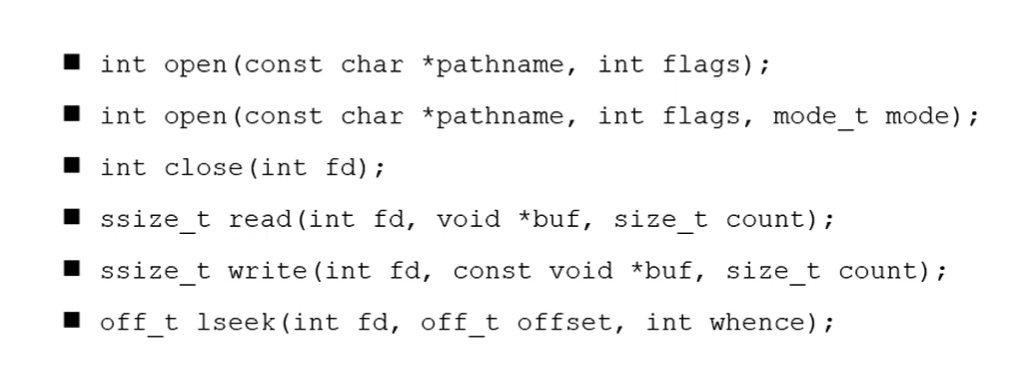 ■ int open(const char *pathname, int flags);
■ int open(const char *pathname, int flags, mode_t mode);
■ int close(int fd);
■ ssize_t read(int fd, void *buf, size_t count);
■ ssize_t write(int fd, const void *buf, size_t count);
■ off_t lseek(int fd, off_t offset, int whence);